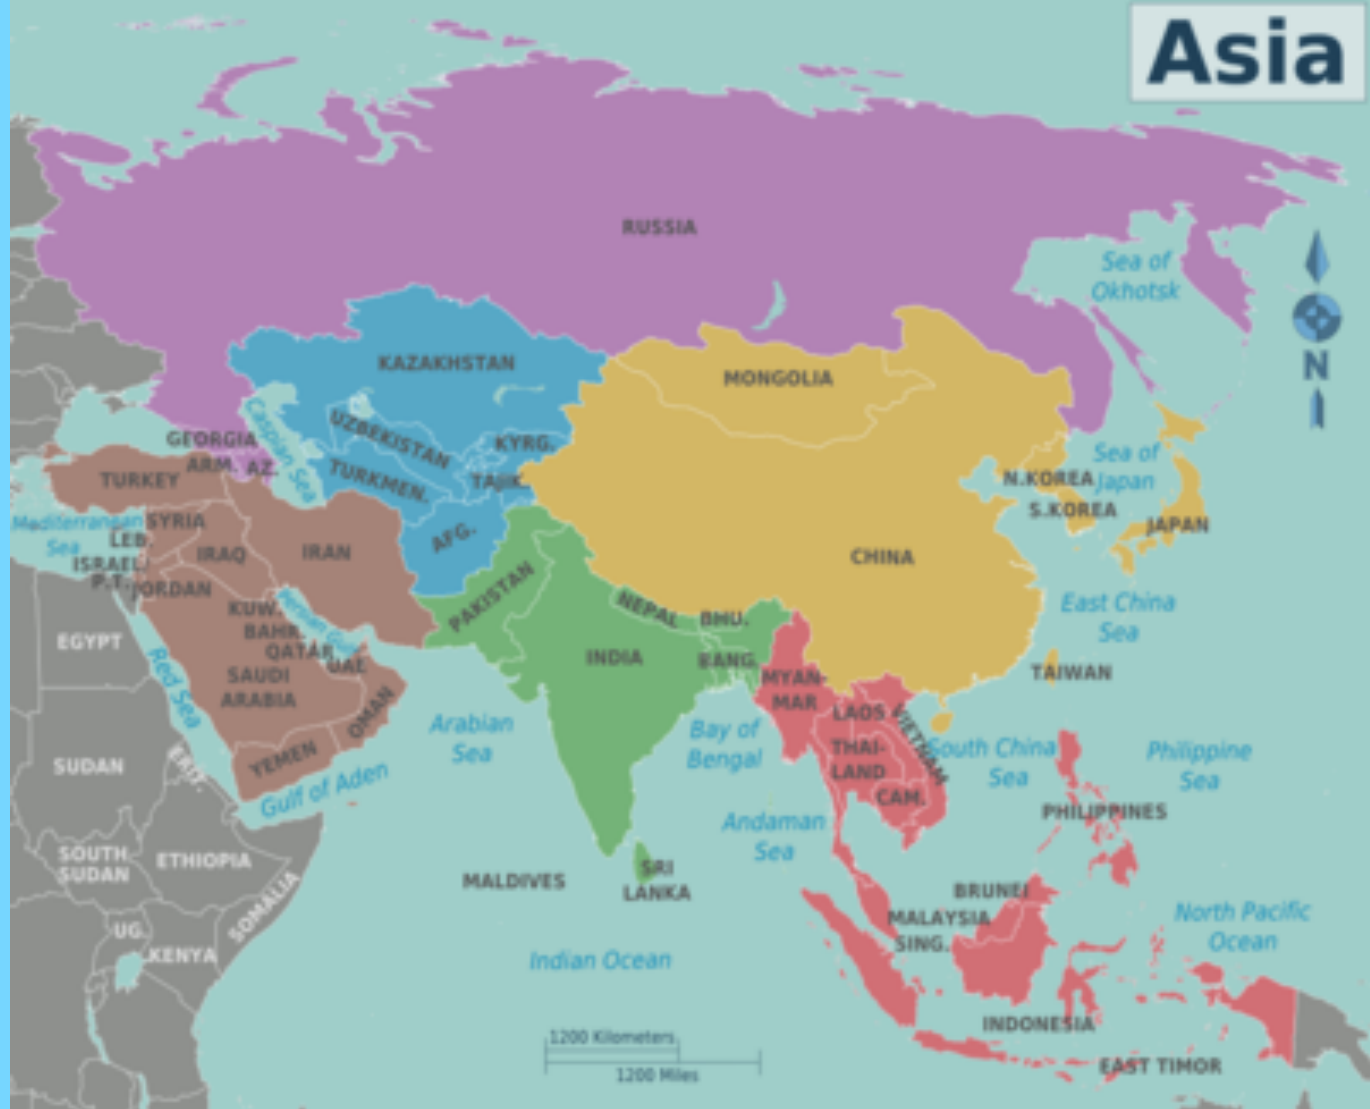 Asia
RUSSIA
Sea of
Okhotsk
N
KAZAKHSTAN
MONGOLIA
UZBEKISTAN
KYRG.
TURKMEN.
TAJIK.
AFG.
Caspian Sea
GEORGIA
ARM.
AZ.
TURKEY
Mediterranean
Sea
SYRIA
LEB.
ISRAEL/
P.T.
JORDAN
IRAQ
IRAN
KUW.
BAHR.
QATAR
Persian Gulf
UAE
SAUDI
ARABIA
OMAN
YEMEN
Red Sea
Gulf of Aden
EGYPT
SUDAN
ERIT.
SOUTH
SUDAN
ETHIOPIA
SOMALIA
UG.
KENYA
PAKISTAN
NEPAL
BHU.
INDIA
BANG.
Arabian
Sea
Bay of
Bengal
Andaman
Sea
MALDIVES
SRI
LANKA
Indian Ocean
CHINA
N.KOREA
S.KOREA
Sea of
Japan
JAPAN
East China
Sea
TAIWAN
MYAN-
MAR
LAOS
VIETNAM
THAI-
LAND
CAM.
South China
Sea
Philippine
Sea
PHILIPPINES
BRUNEI
MALAYSIA
SING.
North Pacific
Ocean
INDONESIA
EAST TIMOR
1200 Kilometers
1200 Miles